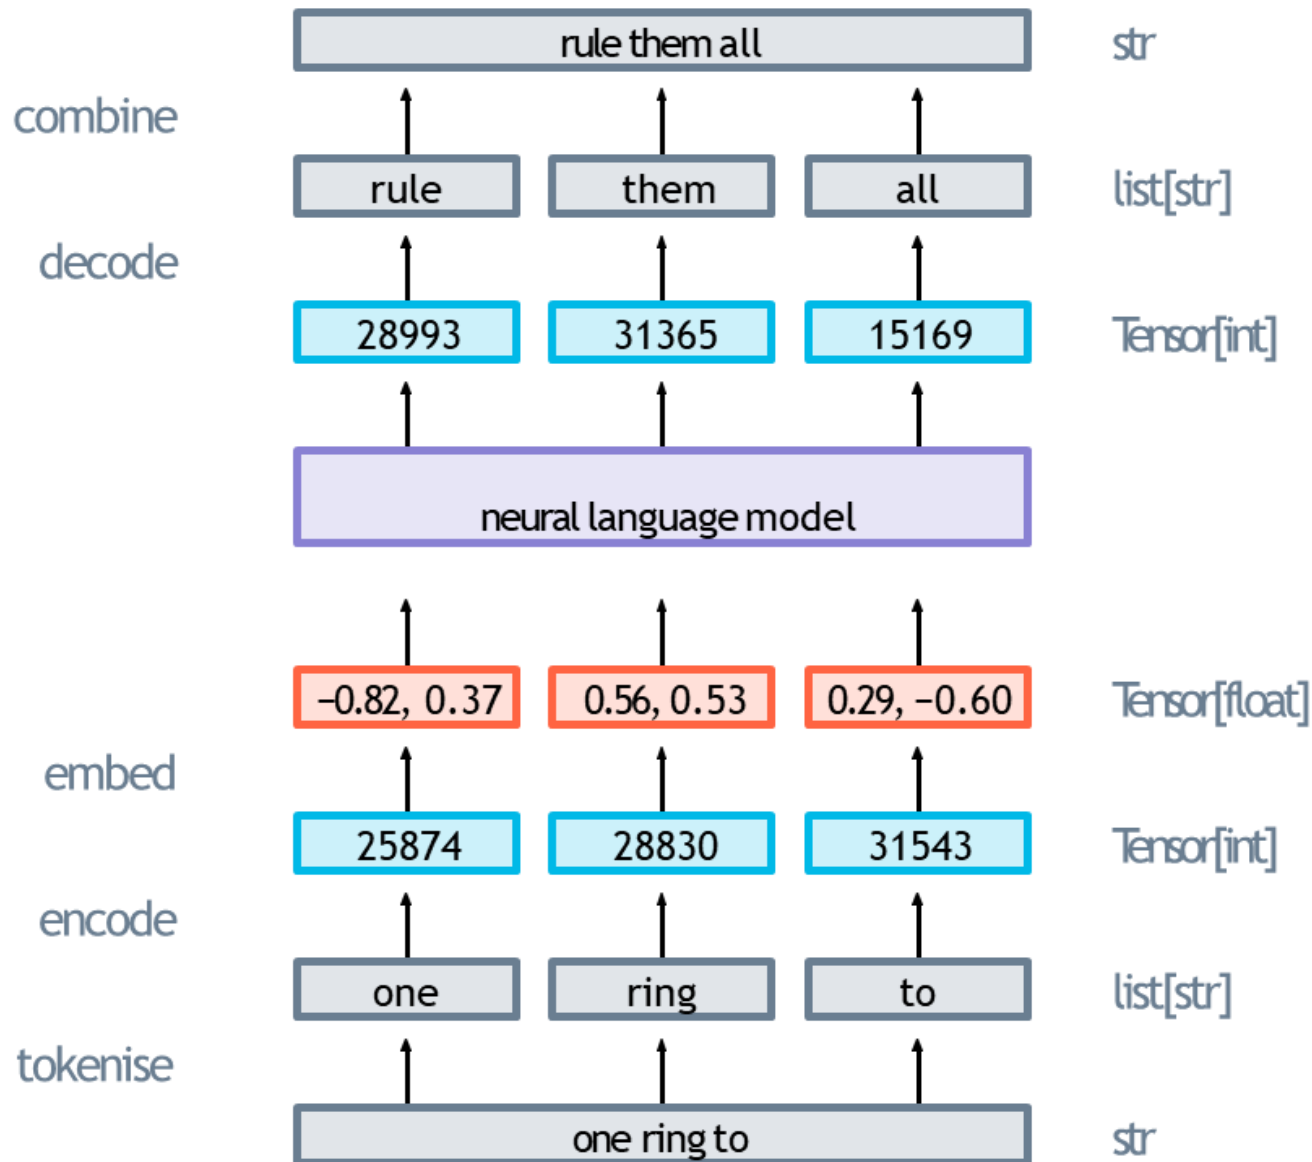 rule them all str
combine
rule them all list[str]
decode
28993 31365 15169 Tensor[int]
neural language model
−0.82, 0.37 0.56, 0.53 0.29, −0.60 Tensor[float]
embed
25874 28830 31543 Tensor[int]
encode
one ring to list[str]
tokenise
one ring to str